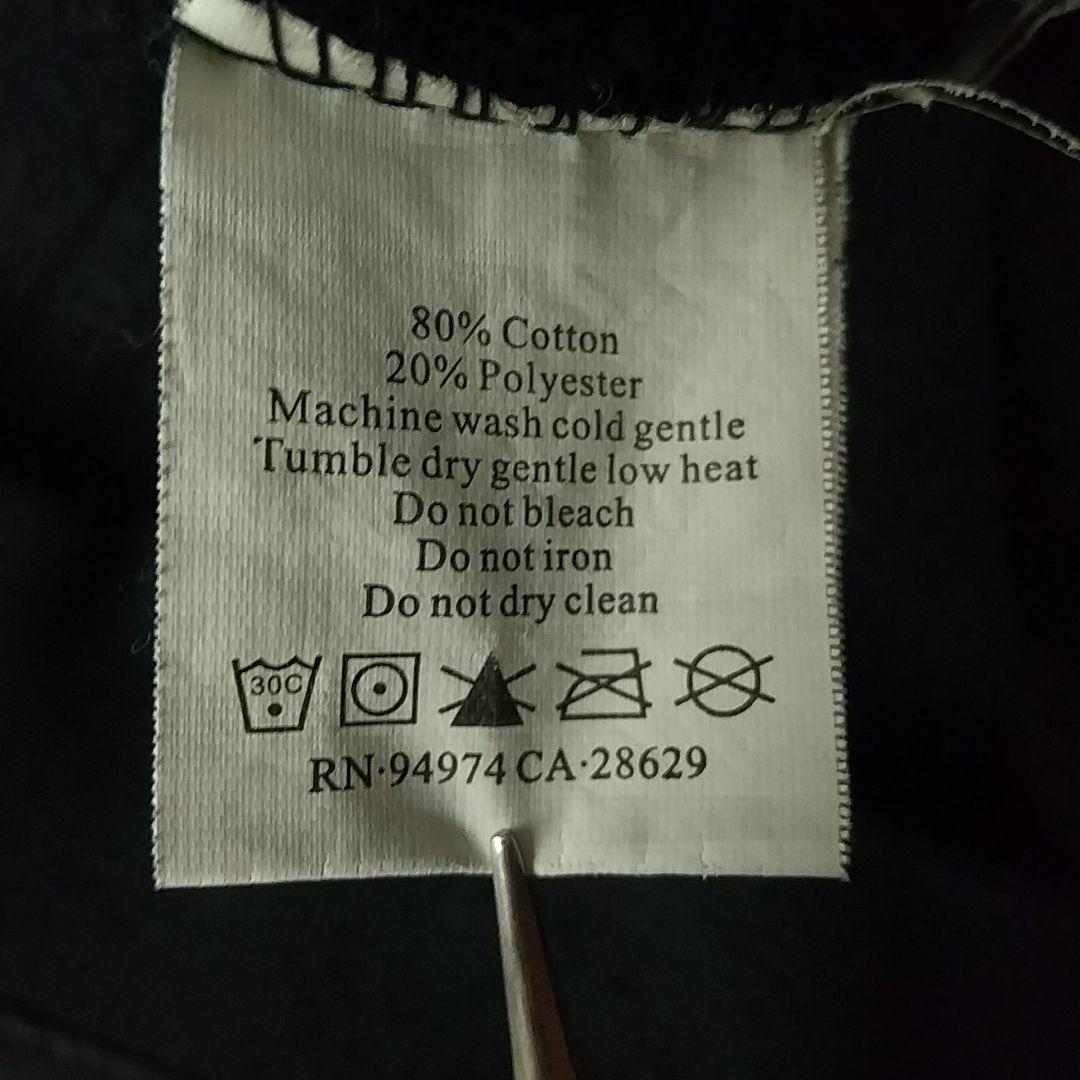 80% Cotton
20% Polyester
Machine wash cold gentle
Tumble dry gentle low heat
Do not bleach
Do not iron
Do not dry clean
30C
RN·94974 CA·28629